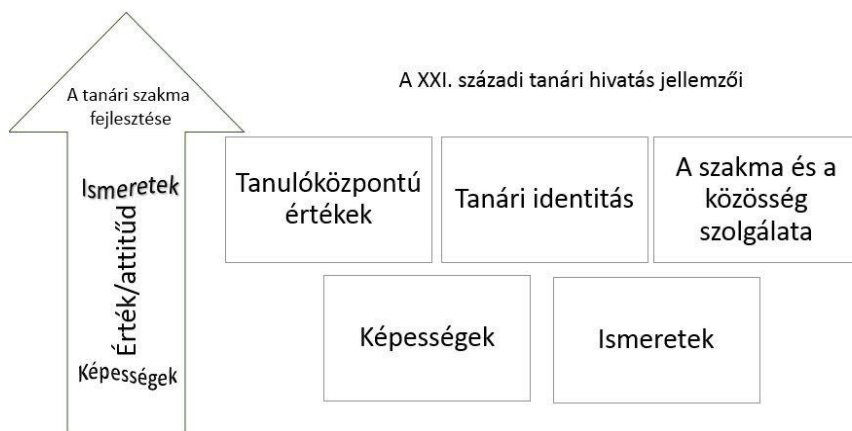 A tanári szakma
fejlesztése
Ismeretek
Érték/attitűd
Képességek
A XXI. századi tanári hivatás jellemzői
Tanulóközpontú
értékek
Tanári identitás
A szakma és a
közösség
szolgálata
Képességek
Ismeretek